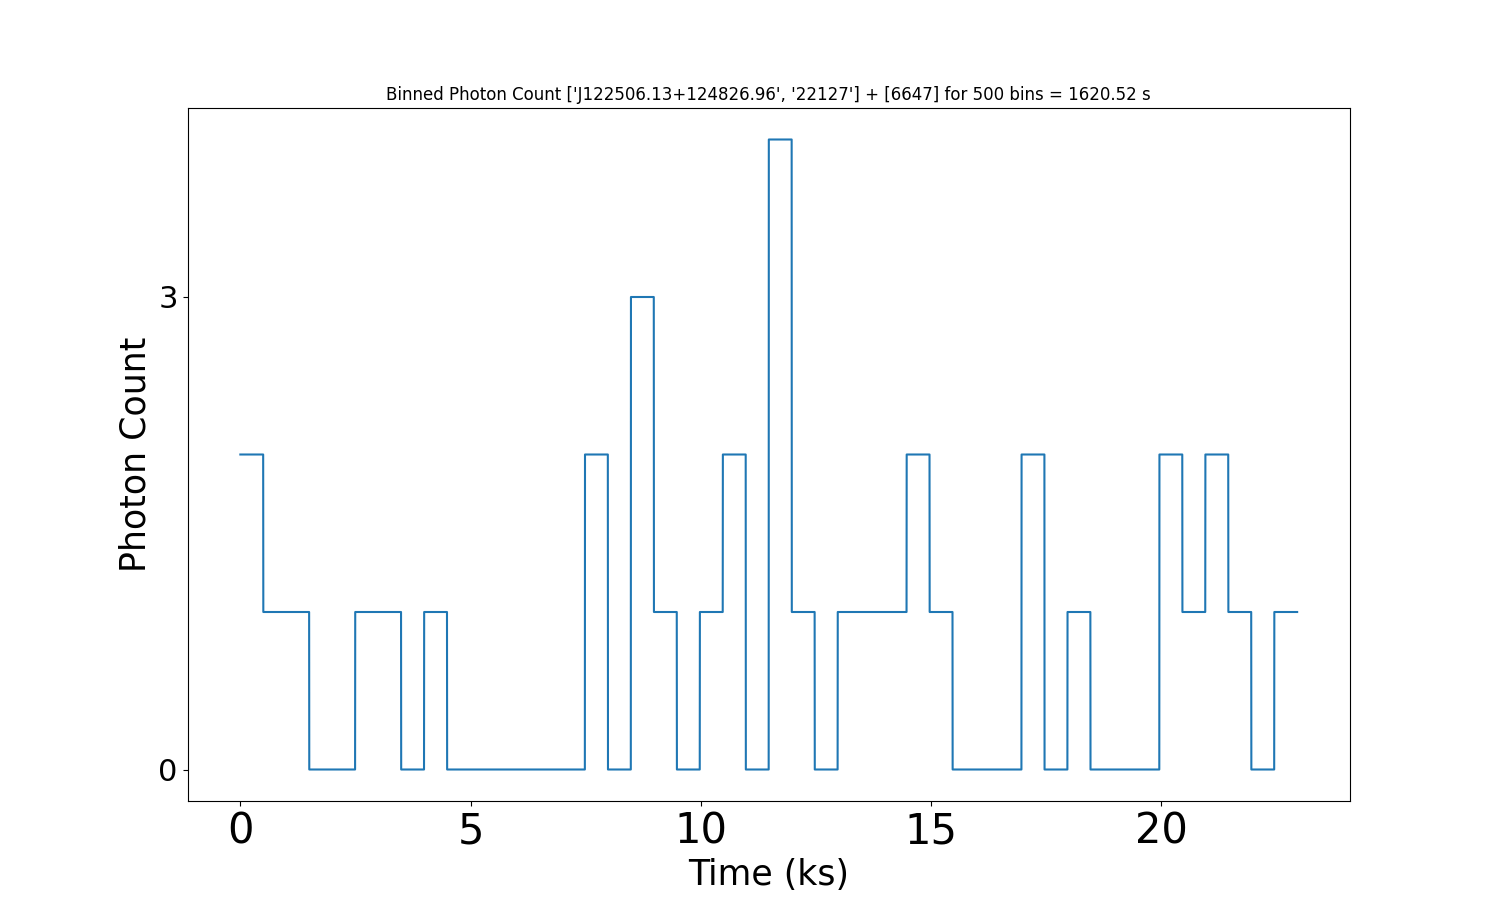 Binned Photon Count ['J122506.13+124826.96', '22127'] + [6647] for 500 bins = 1620.52 s
Photon Count
3
0
0 5 10 15 20
Time (ks)